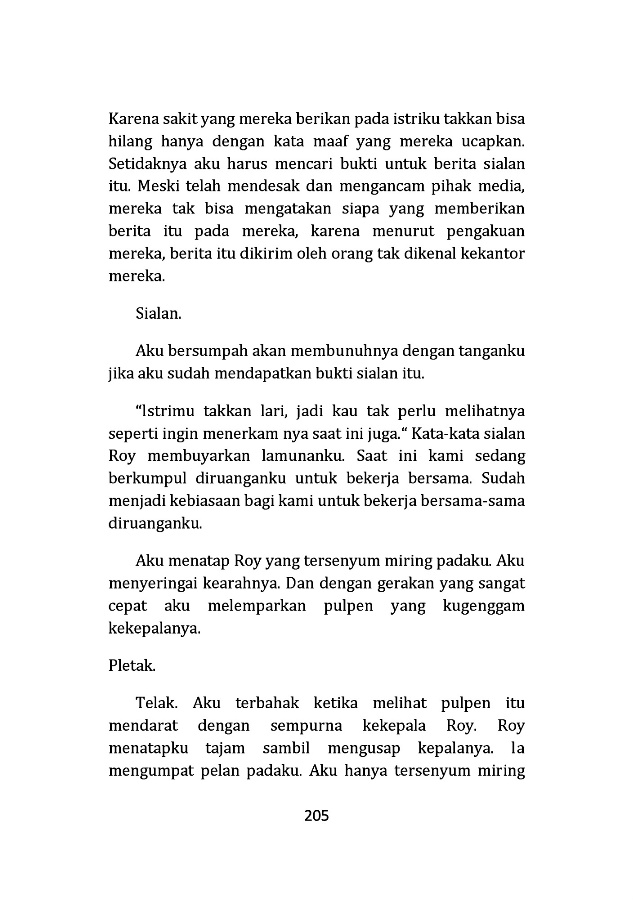 Karena sakit yang mereka berikan pada istriku takkan bisa
hilang hanya dengan kata maaf yang mereka ucapkan.
Setidaknya aku harus mencari bukti untuk berita sialan
itu. Meski telah mendesak dan mengancam pihak media,
mereka tak bisa mengatakan siapa yang memberikan
berita itu pada mereka, karena menurut pengakuan
mereka, berita itu dikirim oleh orang tak dikenal kekantor
mereka.
Sialan.
Aku bersumpah akan membunuhnya dengan tanganku
jika aku sudah mendapatkan bukti sialan itu.
“Istrimu takkan lari, jadi kau tak perlu melihatnya
seperti ingin menerkam nya saat ini juga.“ Kata-kata sialan
Roy membuyarkan lamunanku. Saat ini kami sedang
berkumpul diruanganku untuk bekerja bersama. Sudah
menjadi kebiasaan bagi kami untuk bekerja bersama-sama
diruanganku.
Aku menatap Roy yang tersenyum miring padaku. Aku
menyeringai kearahnya. Dan dengan gerakan yang sangat
cepat aku melemparkan pulpen yang kugenggam
kekepalanya.
Pletak.
Telak. Aku terbahak ketika melihat pulpen itu
mendarat dengan sempurna kekepala Roy. Roy
menatapku tajam sambil mengusap kepalanya. Ia
mengumpat pelan padaku. Aku hanya tersenyum miring
205